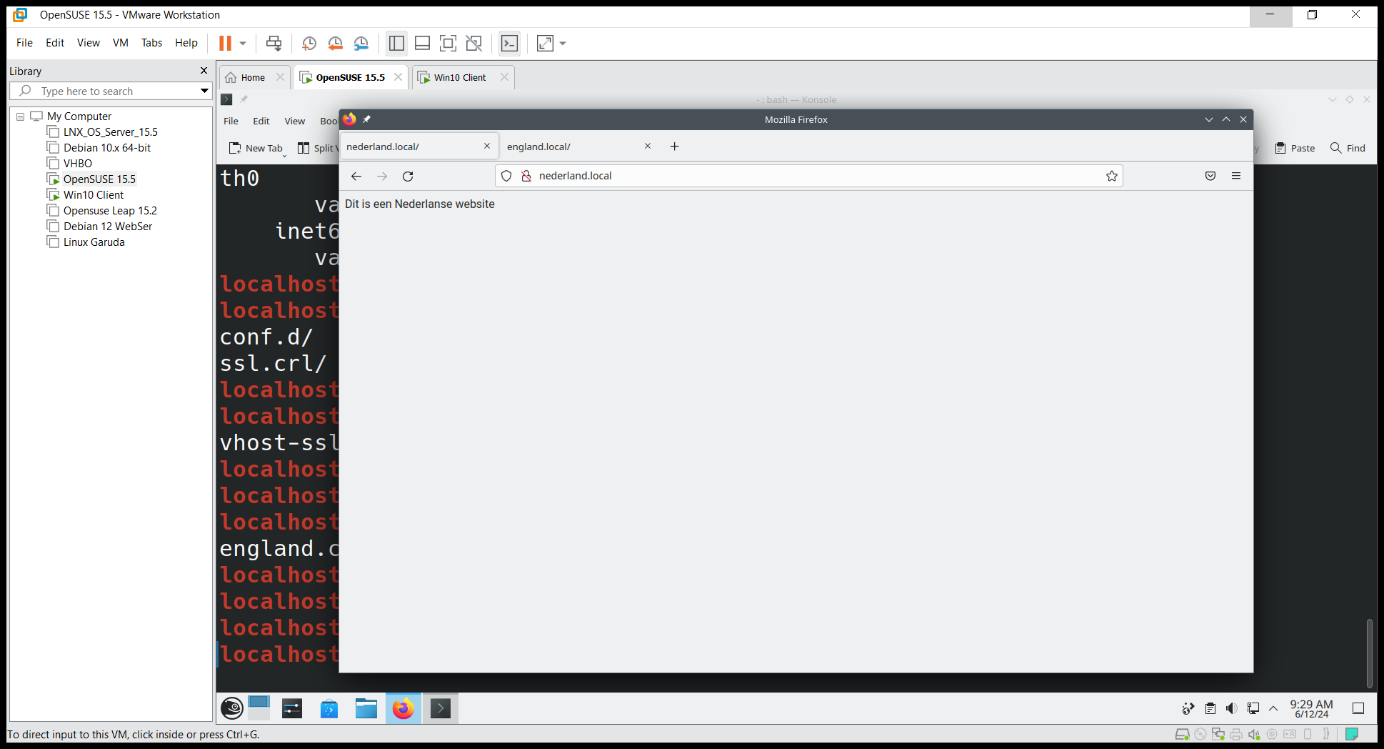 OpenSUSE 15.5 - VMware Workstation
File Edit View VM Tabs Help
Library
Type here to search
My Computer
LNX_OS_Server_15.5
Debian 10.x 64-bit
VHBO
OpenSUSE 15.5
Win10 Client
Opensuse Leap 15.2
Debian 12 WebSer
Linux Garuda
Home OpenSUSE 15.5 Win10 Client
- : bash — Konsole
File Edit View Boo
New Tab Split V Paste Find
Mozilla Firefox
nederland.local/ england.local/
nederland.local
Dit is een Nederlanse website
th0
va
inet6
va
localhost
localhost
conf.d/
ssl.crl/
localhost
localhost
vhost-ssl
localhost
localhost
localhost
england.c
localhost
localhost
localhost
localhost
9:29 AM
6/12/24
To direct input to this VM, click inside or press Ctrl+G.